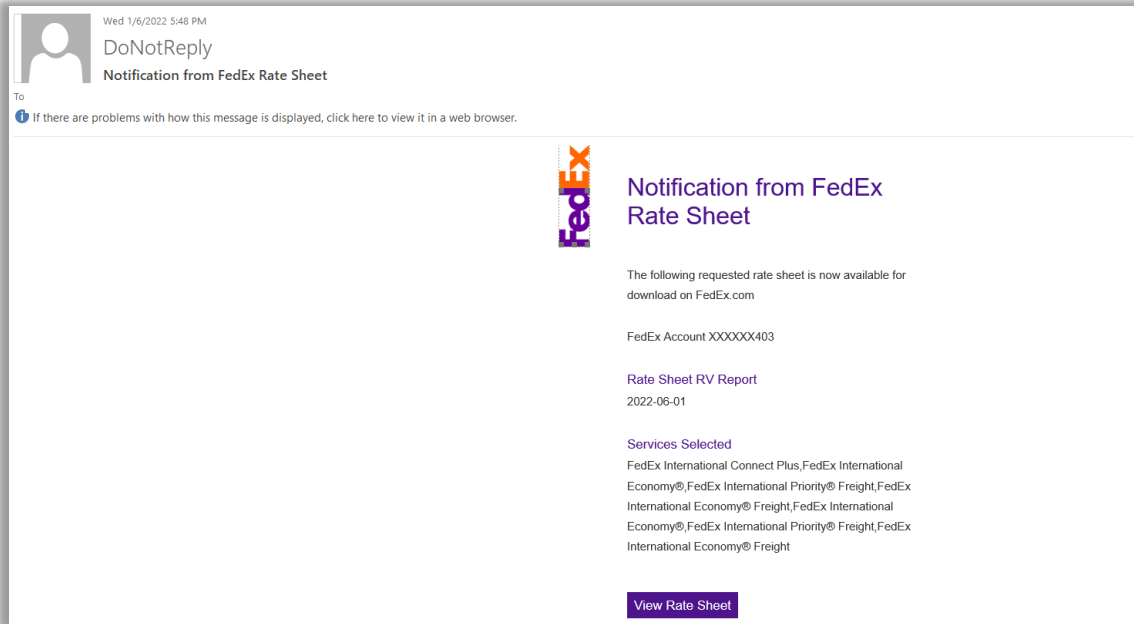 Wed 1/6/2022 5:48 PM
DoNotReply
Notification from FedEx Rate Sheet
To
If there are problems with how this message is displayed, click here to view it in a web browser.
FedEx
Notification from FedEx
Rate Sheet
The following requested rate sheet is now available for
download on FedEx.com
FedEx Account XXXXXX403
Rate Sheet RV Report
2022-06-01
Services Selected
FedEx International Connect Plus,FedEx International
Economy®,FedEx International Priority® Freight,FedEx
International Economy® Freight,FedEx International
Economy®,FedEx International Priority® Freight,FedEx
International Economy® Freight
View Rate Sheet